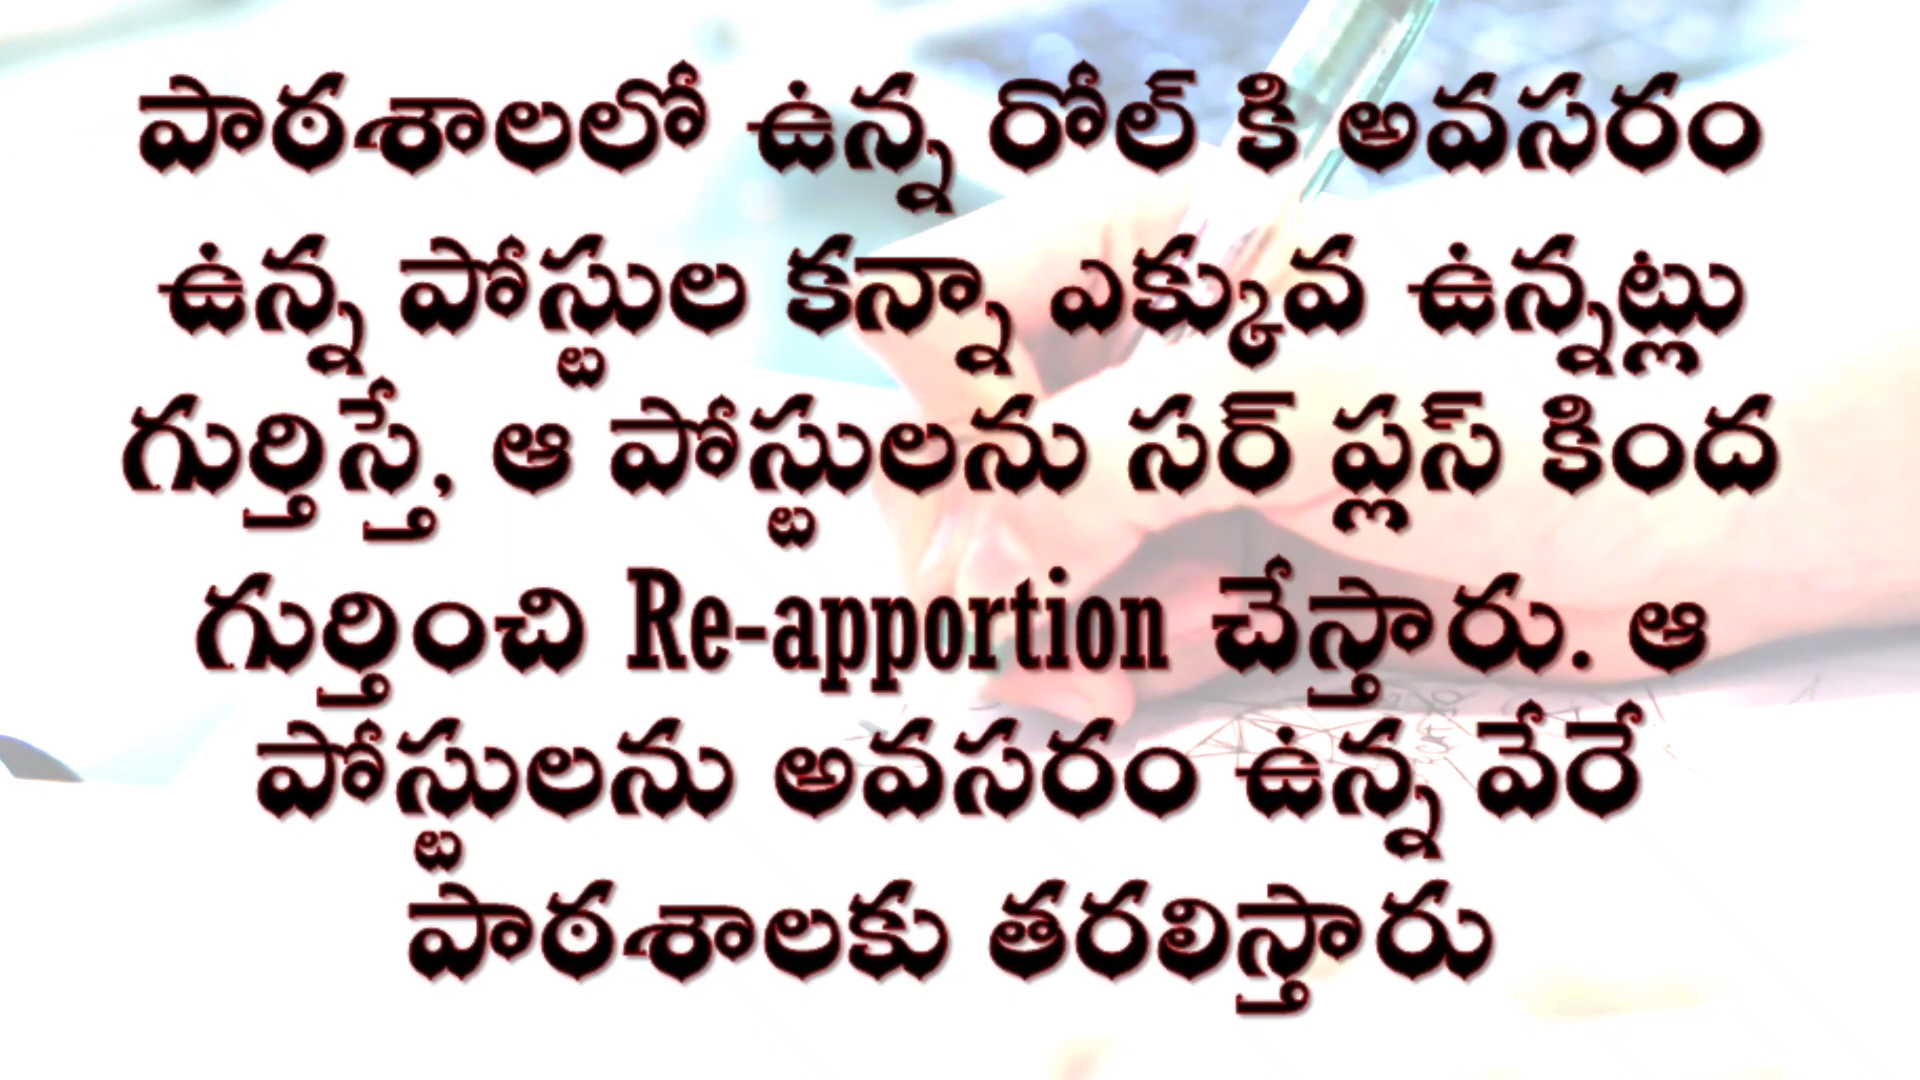 పాఠశాలలో ఉన్న రోల్ కి అవసరం
ఉన్న పోస్టుల కన్నా ఎక్కువ ఉన్నట్లు
గుర్తిస్తే, ఆ పోస్టులను సర్ ప్లస్ కింద
గుర్తించి Re-apportion చేస్తారు. ఆ
పోస్టులను అవసరం ఉన్న వేరే
పాఠశాలకు తరలిస్తారు